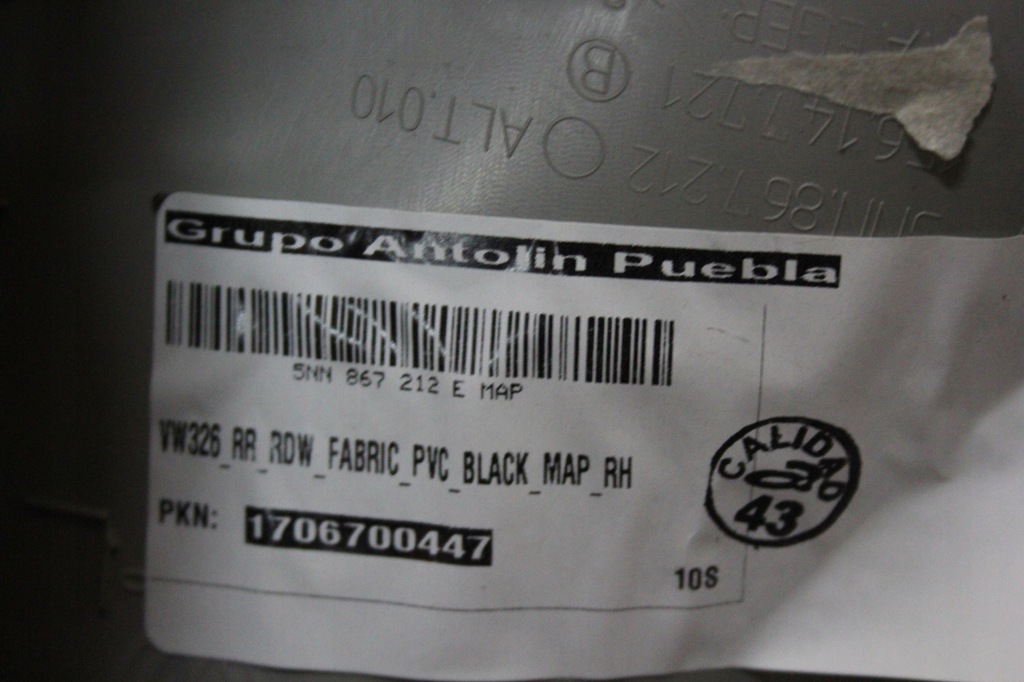 ALT.010
B
5NN.867.212
Grupo Antolin Puebla
5NN 867 212 E MAP
VW326_RR_RDW_FABRIC_PVC_BLACK_MAP_RH
PKN: 1706700447
CALIDAD
43
10S